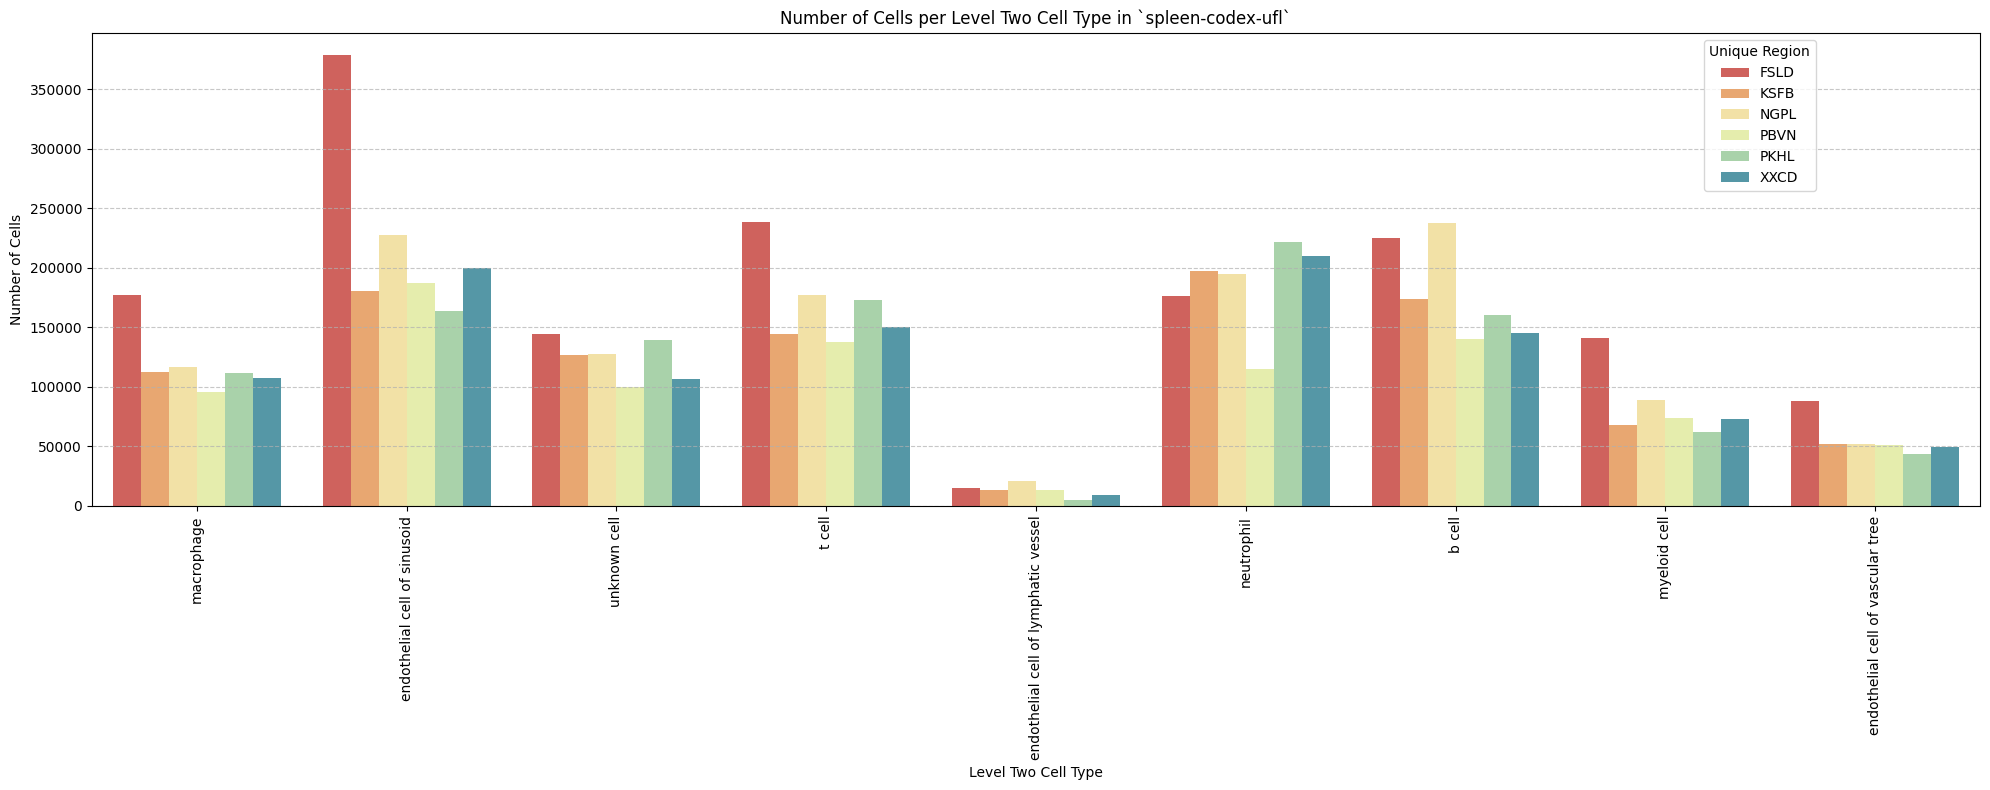 Number of Cells per Level Two Cell Type in `spleen-codex-ufl`
Unique Region
FSLD
KSFB
NGPL
PBVN
PKHL
XXCD
Number of Cells
350000
300000
250000
200000
150000
100000
50000
0
macrophage
endothelial cell of sinusoid
unknown cell
t cell
endothelial cell of lymphatic vessel
neutrophil
b cell
myeloid cell
endothelial cell of vascular tree
Level Two Cell Type